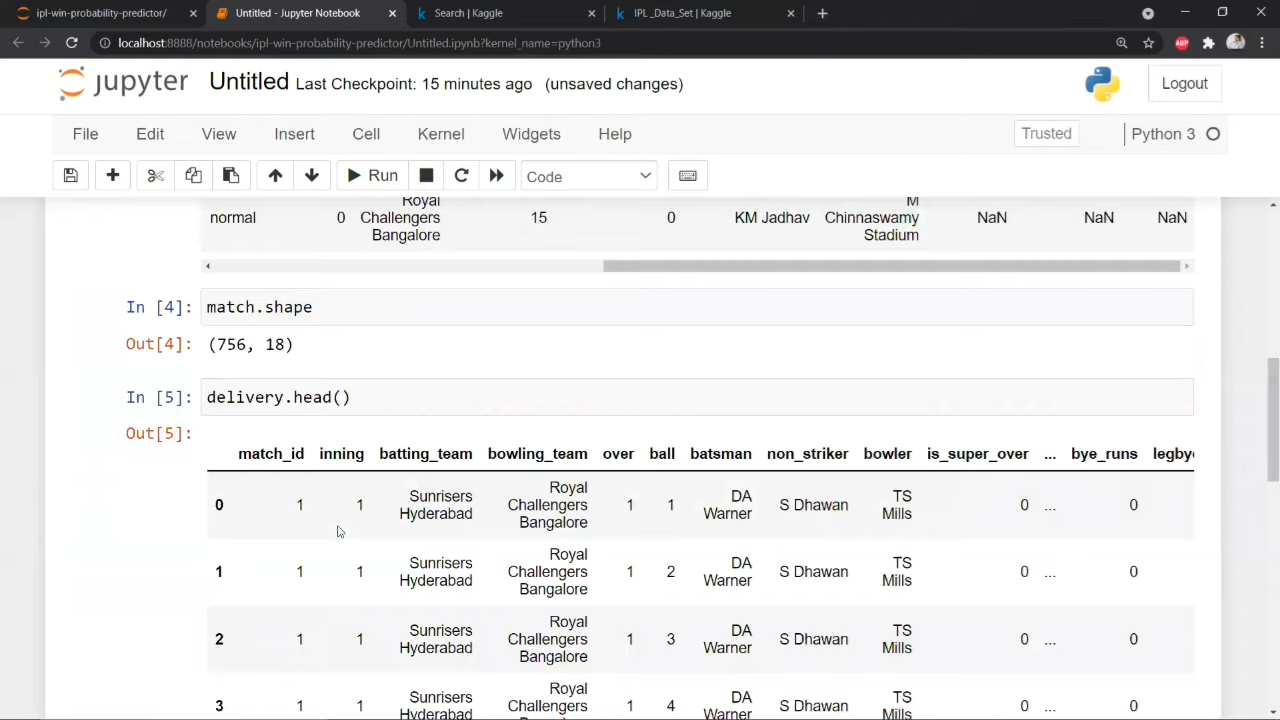 ipl-win-probability-predictor/
Untitled - Jupyter Notebook
Search | Kaggle
IPL _Data_Set | Kaggle
localhost:8888/notebooks/ipl-win-probability-predictor/Untitled.ipynb?kernel_name=python3
ABP
jupyter Untitled Last Checkpoint: 15 minutes ago (unsaved changes)
Logout
File Edit View Insert Cell Kernel Widgets Help
Trusted
Python 3
Run
Code
normal 0 Royal Challengers Bangalore 15 0 KM Jadhav M Chinnaswamy Stadium NaN NaN NaN
In [4]: match.shape
Out[4]: (756, 18)
In [5]: delivery.head()
Out[5]:
match_id inning batting_team bowling_team over ball batsman non_striker bowler is_super_over ... bye_runs legbye
0 1 1 Sunrisers Hyderabad Royal Challengers Bangalore 1 1 DA Warner S Dhawan TS Mills 0 ... 0
1 1 1 Sunrisers Hyderabad Royal Challengers Bangalore 1 2 DA Warner S Dhawan TS Mills 0 ... 0
2 1 1 Sunrisers Hyderabad Royal Challengers Bangalore 1 3 DA Warner S Dhawan TS Mills 0 ... 0
3 1 1 Sunrisers Hyderabad Royal Challengers 1 4 DA Warner S Dhawan TS Mills 0 ... 0